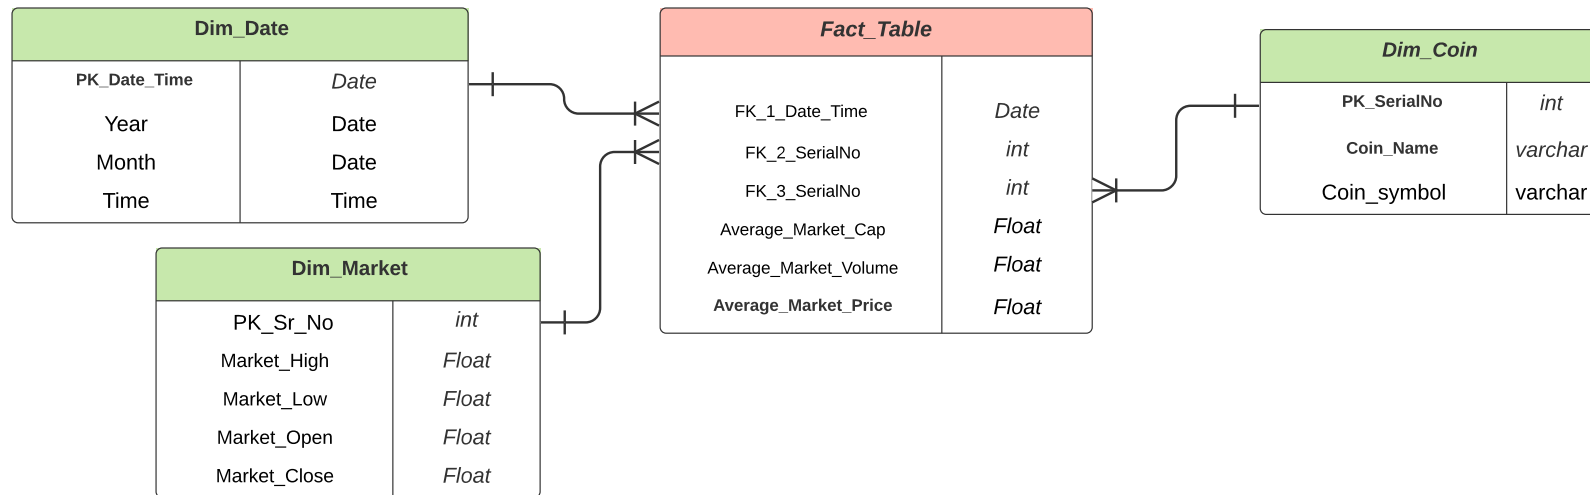 Dim_Date
PK_Date_Time Date
Year Date
Month Date
Time Time
Dim_Market
PK_Sr_No int
Market_High Float
Market_Low Float
Market_Open Float
Market_Close Float
Fact_Table
FK_1_Date_Time Date
FK_2_SerialNo int
FK_3_SerialNo int
Average_Market_Cap Float
Average_Market_Volume Float
Average_Market_Price Float
Dim_Coin
PK_SerialNo int
Coin_Name varchar
Coin_symbol varchar